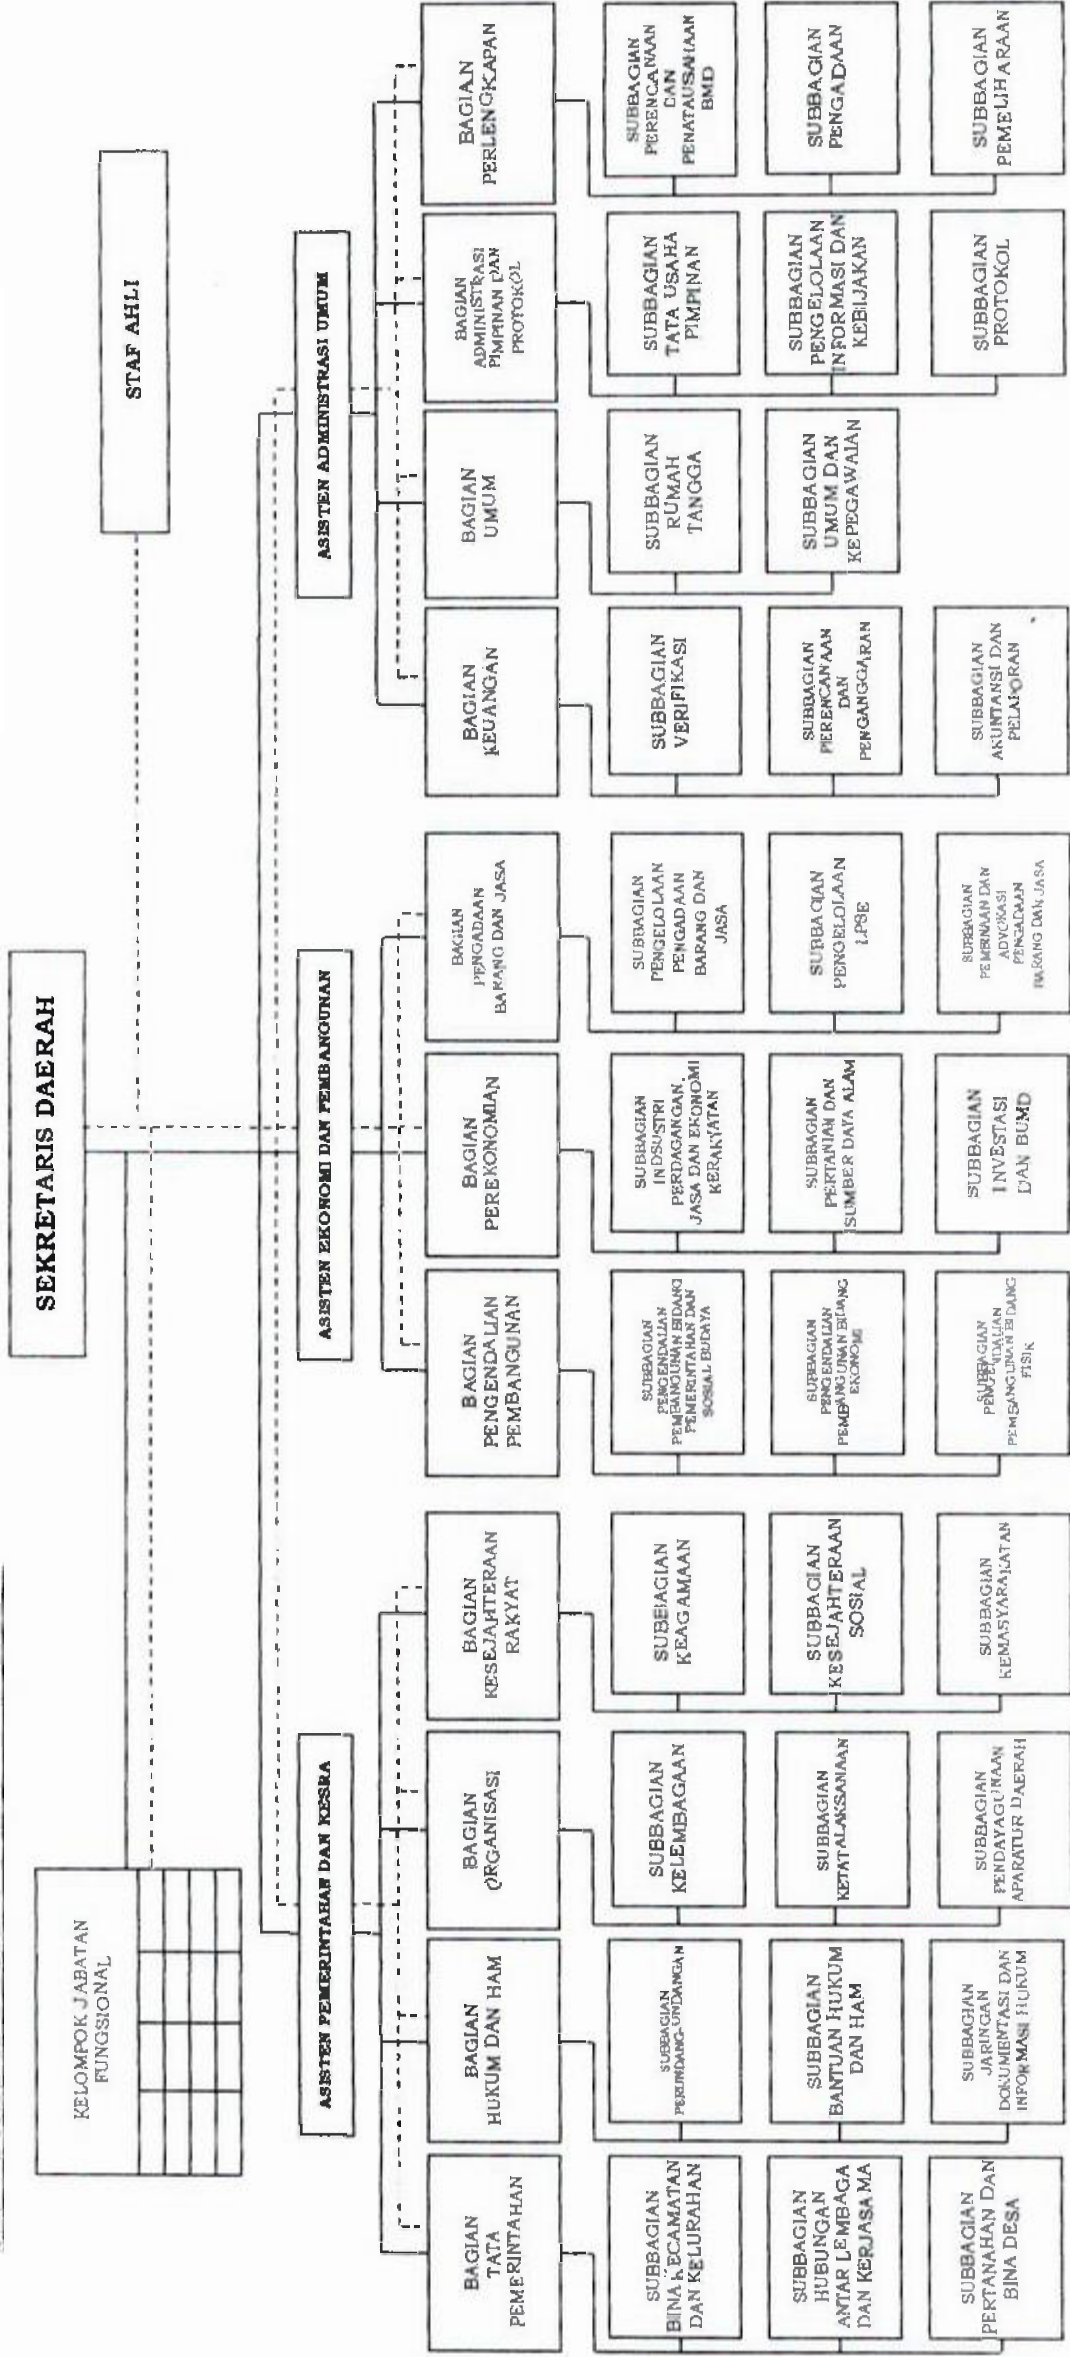 SEKRETARIS DAERAH
KELOMPOK JABATAN
FUNGSIONAL
STAF AHLI
ASISTEN PEMERINTAHAN DAN KESRA
ASISTEN EKONOMI DAN PEMBANGUNAN
ASISTEN ADMINISTRASI UMUM
BAGIAN
TATA
PEMERINTAHAN
BAGIAN
HUKUM DAN HAM
BAGIAN
ORGANISASI
BAGIAN
KESEJAHTERAAN
RAKYAT
BAGIAN
PENGENDALIAN
PEMBANGUNAN
BAGIAN
PEREKONOMIAN
BAGIAN
PENGADAAN
BARANG DAN JASA
BAGIAN
KEUANGAN
BAGIAN
UMUM
BAGIAN
ADMINISTRASI
PIMPINAN DAN
PROTOKOL
BAGIAN
PERLENGKAPAN
SUBBAGIAN
BINA KECAMATAN
DAN KELURAHAN
SUBBAGIAN
PERUNDANG-UNDANGAN
SUBBAGIAN
KELEMBAGAAN
SUBBAGIAN
KEAGAMAAN
SUBBAGIAN
PENGENDALIAN
PEMBANGUNAN BIDANG
PEMERINTAHAN DAN
SOSIAL BUDAYA
SUBBAGIAN
INDSUSTRI
PERDAGANGAN,
JASA DAN EKONOMI
KERAKYATAN
SUBBAGIAN
PENGELOLAAN
PENGADAAN
BARANG DAN
JASA
SUBBAGIAN
VERIFIKASI
SUBBAGIAN
RUMAH
TANGGA
SUBBAGIAN
TATA USAHA
PIMPINAN
SUBBAGIAN
PERENCANAAN
DAN
PENATAUSAHAAN
BMD
SUBBAGIAN
HUBUNGAN
ANTAR LEMBAGA
DAN KERJASAMA
SUBBAGIAN
BANTUAN HUKUM
DAN HAM
SUBBAGIAN
KETATALAKSANAAN
SUBBAGIAN
KESEJAHTERAAN
SOSIAL
SUBBAGIAN
PENGENDALIAN
PEMBANGUNAN BIDANG
EKONOMI
SUBBAGIAN
PERTANIAN DAN
SUMBER DAYA ALAM
SUBBAGIAN
PENGELOLAAN
LPSE
SUBBAGIAN
PERENCANAAN
DAN
PENGANGGARAN
SUBBAGIAN
UMUM DAN
KEPEGAWAIAN
SUBBAGIAN
PENGELOLAAN
INFORMASI DAN
KEBIJAKAN
SUBBAGIAN
PENGADAAN
SUBBAGIAN
PERTANAHAN DAN
BINA DESA
SUBBAGIAN
JARINGAN
DOKUMENTASI DAN
INFORMASI HUKUM
SUBBAGIAN
PENDAYAGUNAAN
APARATUR DAERAH
SUBBAGIAN
KEMASYARAKATAN
SUBBAGIAN
PENGENDALIAN
PEMBANGUNAN BIDANG
FISIK
SUBBAGIAN
INVESTASI
DAN BUMD
SUBBAGIAN
PEMBINAAN DAN
ADVOKASI
PENGADAAN
BARANG DAN JASA
SUBBAGIAN
AKUNTANSI DAN
PELAPORAN
SUBBAGIAN
PROTOKOL
SUBBAGIAN
PEMELIHARAAN